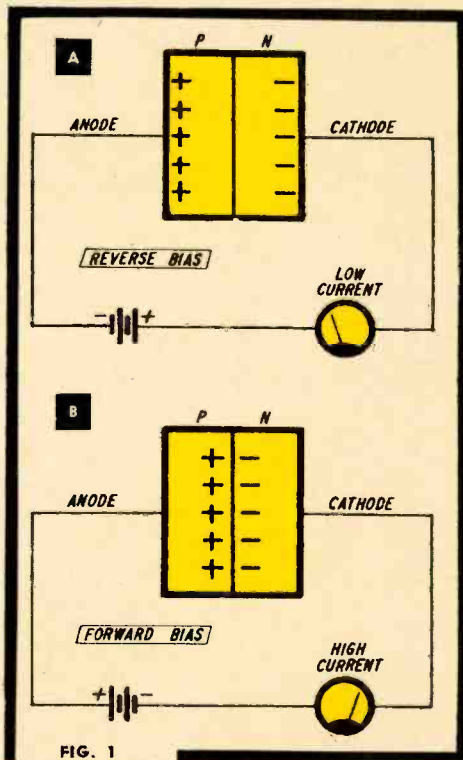 A
P N
+ −
+ −
ANODE + − CATHODE
+ −
+ −
REVERSE BIAS
LOW
CURRENT
− +
B
P N
+ −
+ −
ANODE + − CATHODE
+ −
+ −
FORWARD BIAS
HIGH
CURRENT
+ −
FIG. 1